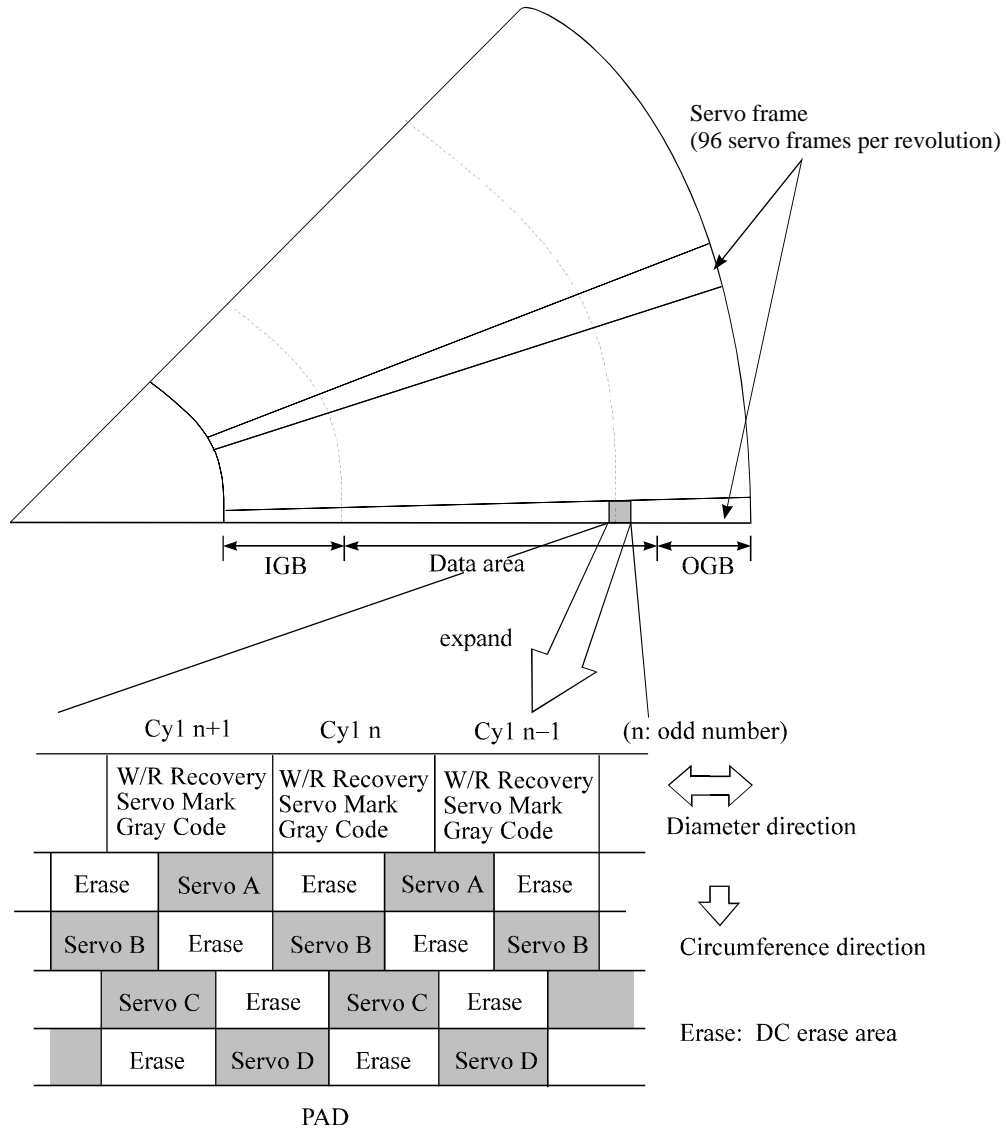 Servo frame
(96 servo frames per revolution)
IGB
Data area
OGB
expand
Cy1 n+1
Cy1 n
Cy1 n−1
(n: odd number)
W/R Recovery
Servo Mark
Gray Code
W/R Recovery
Servo Mark
Gray Code
W/R Recovery
Servo Mark
Gray Code
Diameter direction
Erase
Servo A
Erase
Servo A
Erase
Servo B
Erase
Servo B
Erase
Servo B
Circumference direction
Servo C
Erase
Servo C
Erase
Erase: DC erase area
Erase
Servo D
Erase
Servo D
PAD